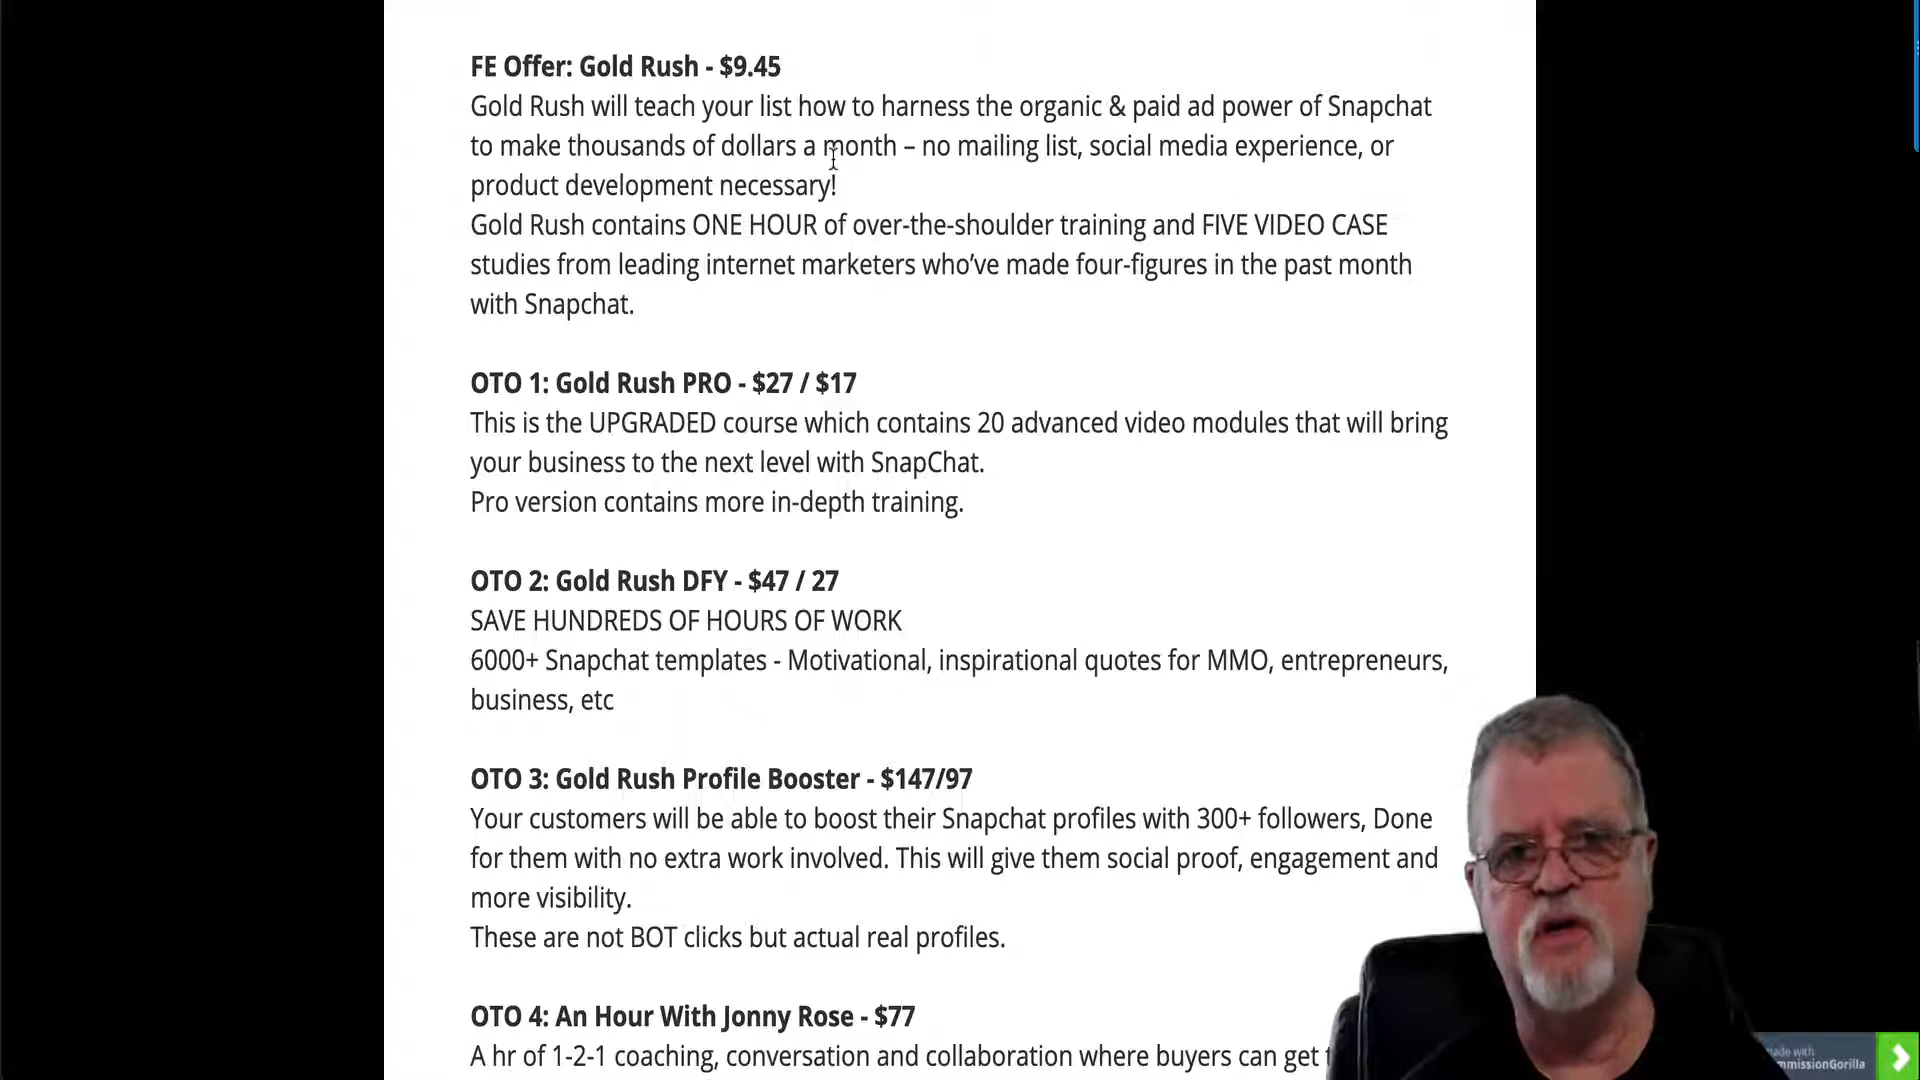 FE Offer: Gold Rush - $9.45
Gold Rush will teach your list how to harness the organic & paid ad power of Snapchat
to make thousands of dollars a month – no mailing list, social media experience, or
product development necessary!
Gold Rush contains ONE HOUR of over-the-shoulder training and FIVE VIDEO CASE
studies from leading internet marketers who’ve made four-figures in the past month
with Snapchat.
OTO 1: Gold Rush PRO - $27 / $17
This is the UPGRADED course which contains 20 advanced video modules that will bring
your business to the next level with SnapChat.
Pro version contains more in-depth training.
OTO 2: Gold Rush DFY - $47 / 27
SAVE HUNDREDS OF HOURS OF WORK
6000+ Snapchat templates - Motivational, inspirational quotes for MMO, entrepreneurs,
business, etc
OTO 3: Gold Rush Profile Booster - $147/97
Your customers will be able to boost their Snapchat profiles with 300+ followers, Done
for them with no extra work involved. This will give them social proof, engagement and
more visibility.
These are not BOT clicks but actual real profiles.
OTO 4: An Hour With Jonny Rose - $77
A hr of 1-2-1 coaching, conversation and collaboration where buyers can get
with